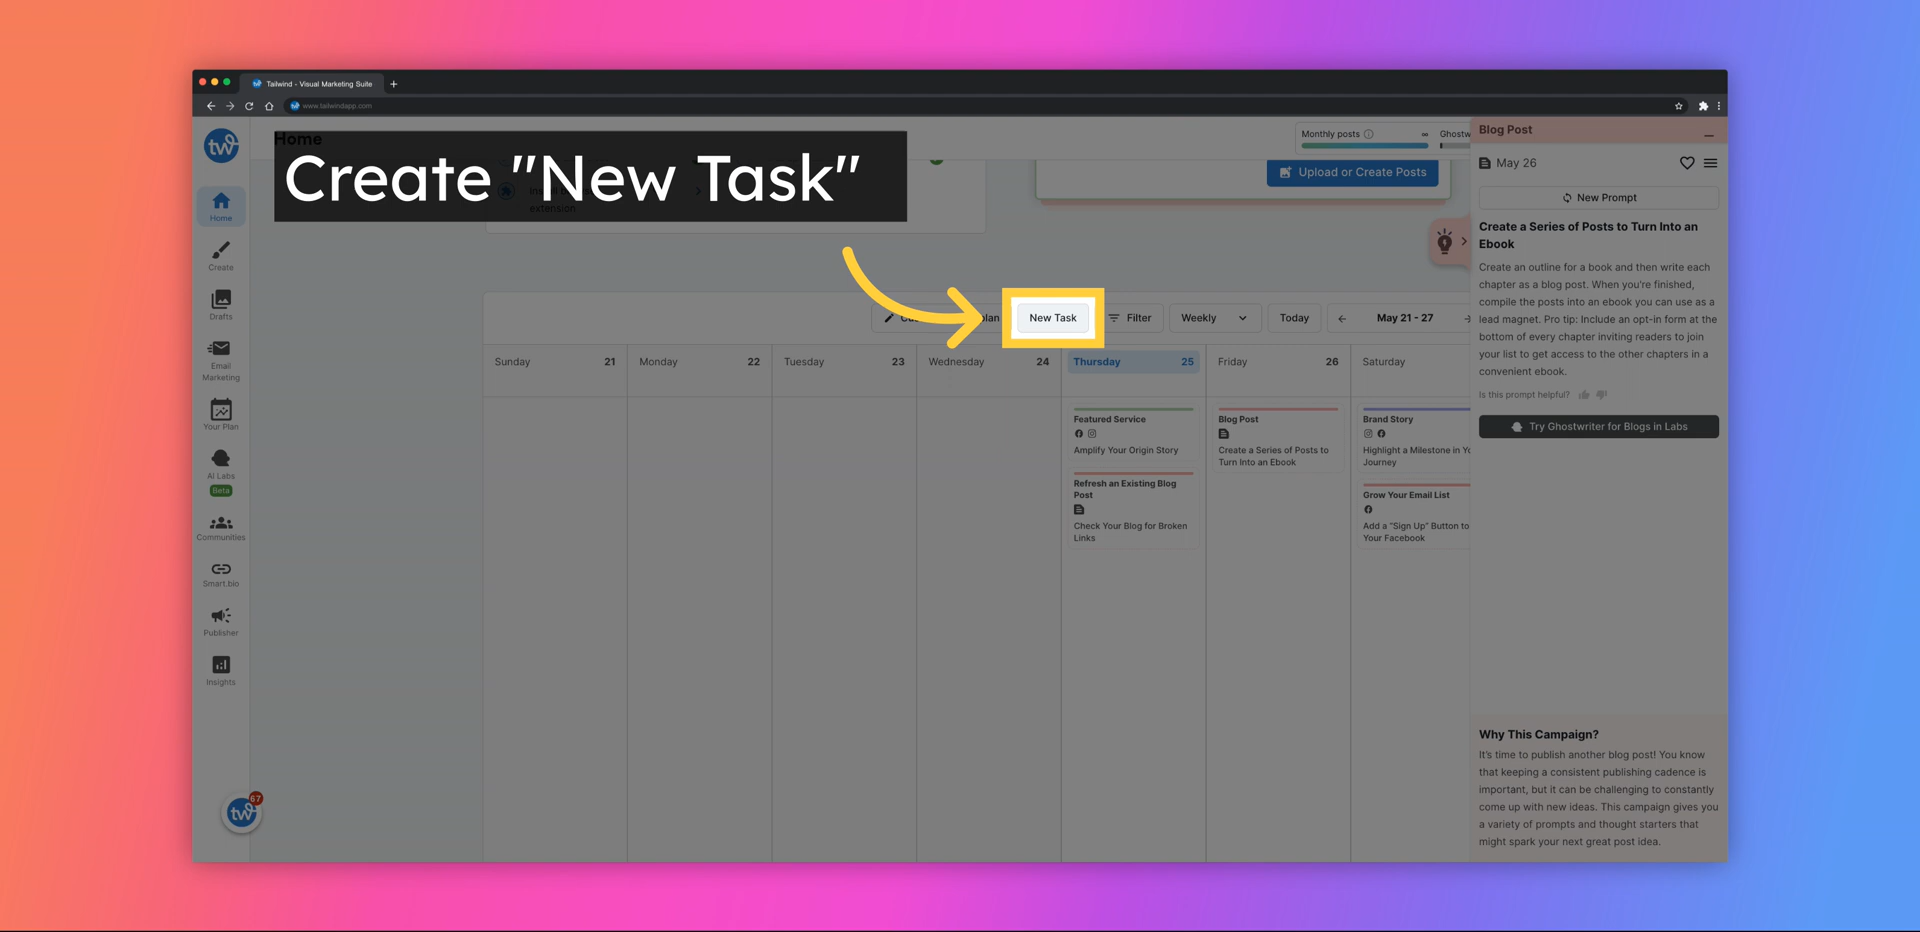 Tailwind - Visual Marketing Suite
www.tailwindapp.com
Home
Create "New Task"
extension
Monthly posts
∞
Ghostw
Upload or Create Posts
Home
Create
Drafts
Email
Marketing
Your Plan
AI Labs
Beta
Communities
Smart.bio
Publisher
Insights
67
New Task
Filter
Weekly
Today
May 21 - 27
Sunday 21
Monday 22
Tuesday 23
Wednesday 24
Thursday 25
Friday 26
Saturday
Featured Service
Amplify Your Origin Story
Refresh an Existing Blog
Post
Check Your Blog for Broken
Links
Blog Post
Create a Series of Posts to
Turn Into an Ebook
Brand Story
Highlight a Milestone in Yo
Journey
Grow Your Email List
Add a "Sign Up" Button to
Your Facebook
Blog Post
May 26
New Prompt
Create a Series of Posts to Turn Into an
Ebook
Create an outline for a book and then write each
chapter as a blog post. When you're finished,
compile the posts into an ebook you can use as a
lead magnet. Pro tip: Include an opt-in form at the
bottom of every chapter inviting readers to join
your list to get access to the other chapters in a
convenient ebook.
Is this prompt helpful?
Try Ghostwriter for Blogs in Labs
Why This Campaign?
It's time to publish another blog post! You know
that keeping a consistent publishing cadence is
important, but it can be challenging to constantly
come up with new ideas. This campaign gives you
a variety of prompts and thought starters that
might spark your next great post idea.